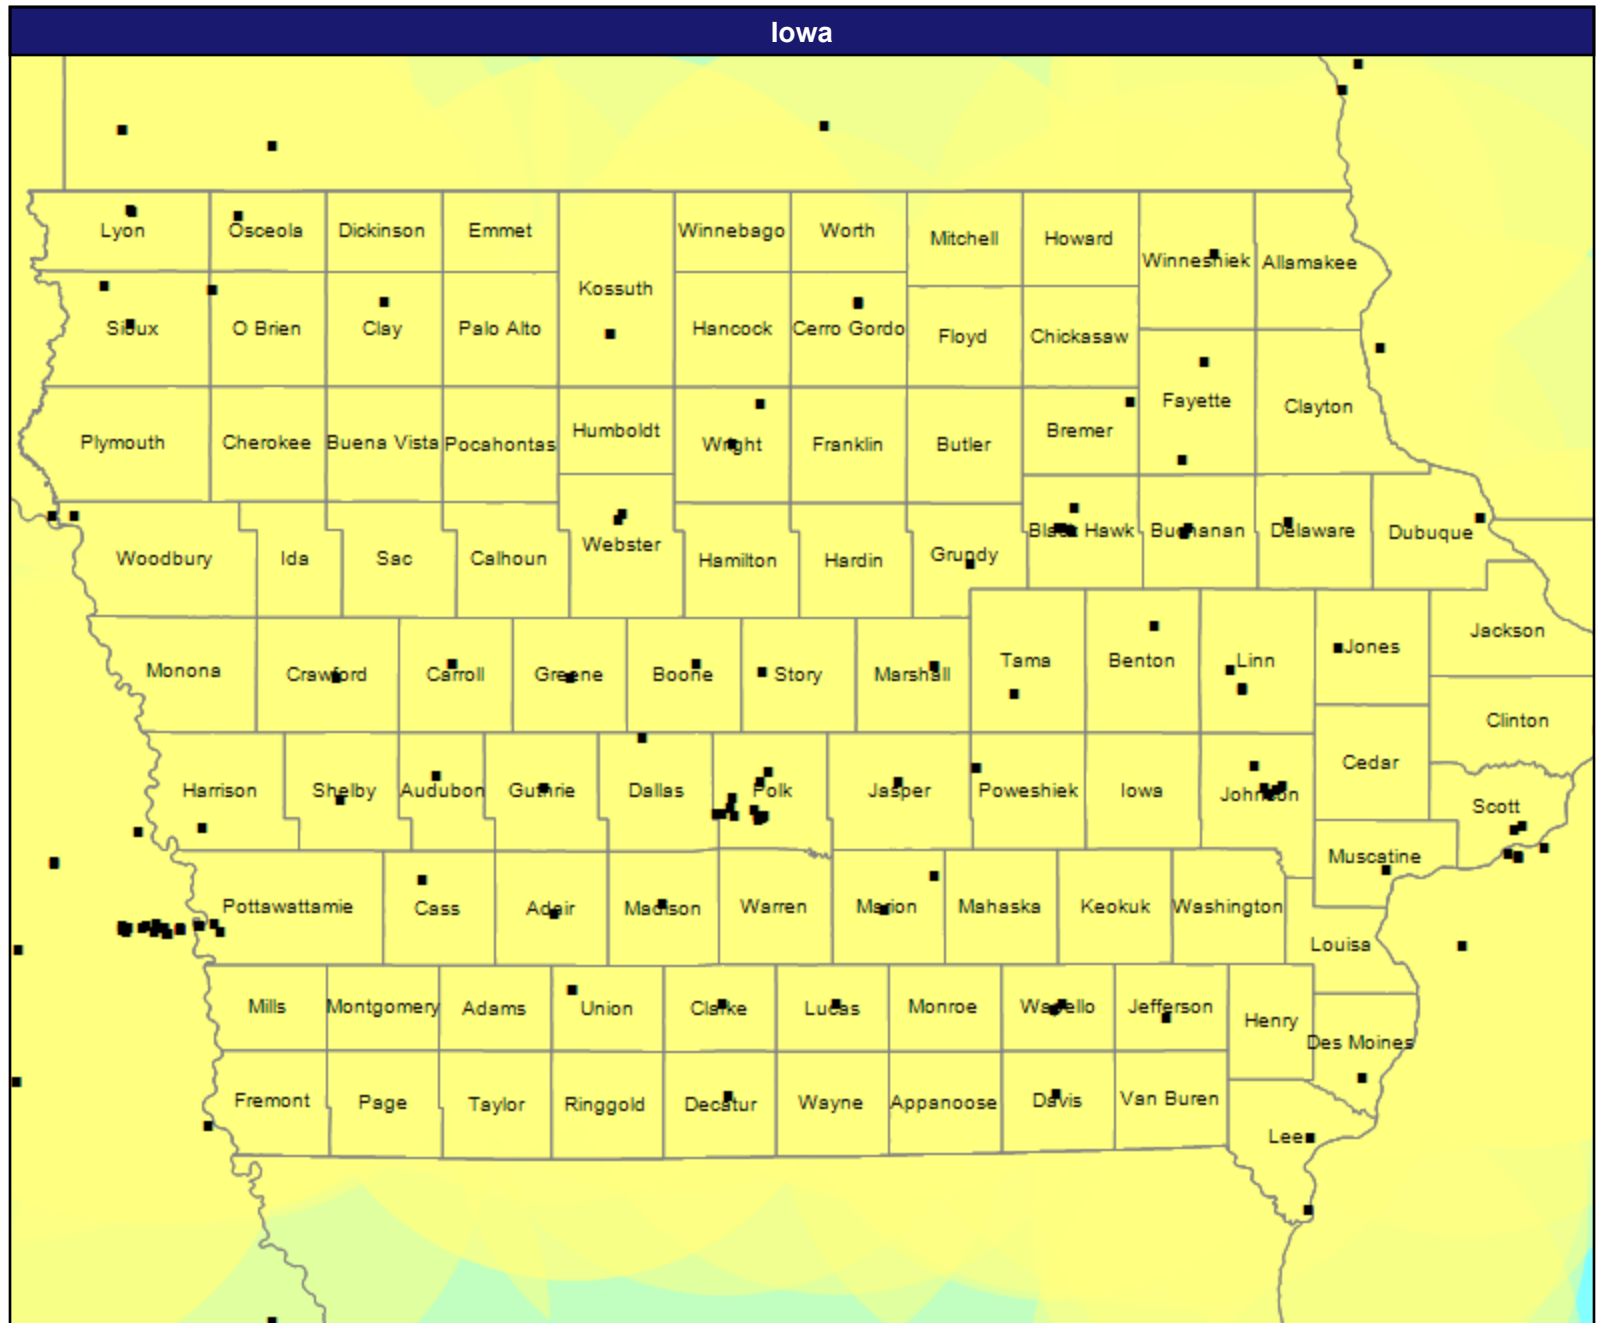 Iowa
Lyon
Osceola
Dickinson
Emmet
Winnebago
Worth
Mitchell
Howard
Winneshiek
Allamakee
Kossuth
Sioux
O Brien
Clay
Palo Alto
Hancock
Cerro Gordo
Floyd
Chickasaw
Fayette
Clayton
Plymouth
Cherokee
Buena Vista
Pocahontas
Humboldt
Wright
Franklin
Butler
Bremer
Woodbury
Ida
Sac
Calhoun
Webster
Hamilton
Hardin
Grundy
Black Hawk
Buchanan
Delaware
Dubuque
Monona
Crawford
Carroll
Greene
Boone
Story
Marshall
Tama
Benton
Linn
Jones
Jackson
Clinton
Harrison
Shelby
Audubon
Guthrie
Dallas
Polk
Jasper
Poweshiek
Iowa
Johnson
Cedar
Scott
Muscatine
Pottawattamie
Cass
Adair
Madison
Warren
Marion
Mahaska
Keokuk
Washington
Louisa
Mills
Montgomery
Adams
Union
Clarke
Lucas
Monroe
Wapello
Jefferson
Henry
Des Moines
Fremont
Page
Taylor
Ringgold
Decatur
Wayne
Appanoose
Davis
Van Buren
Lee